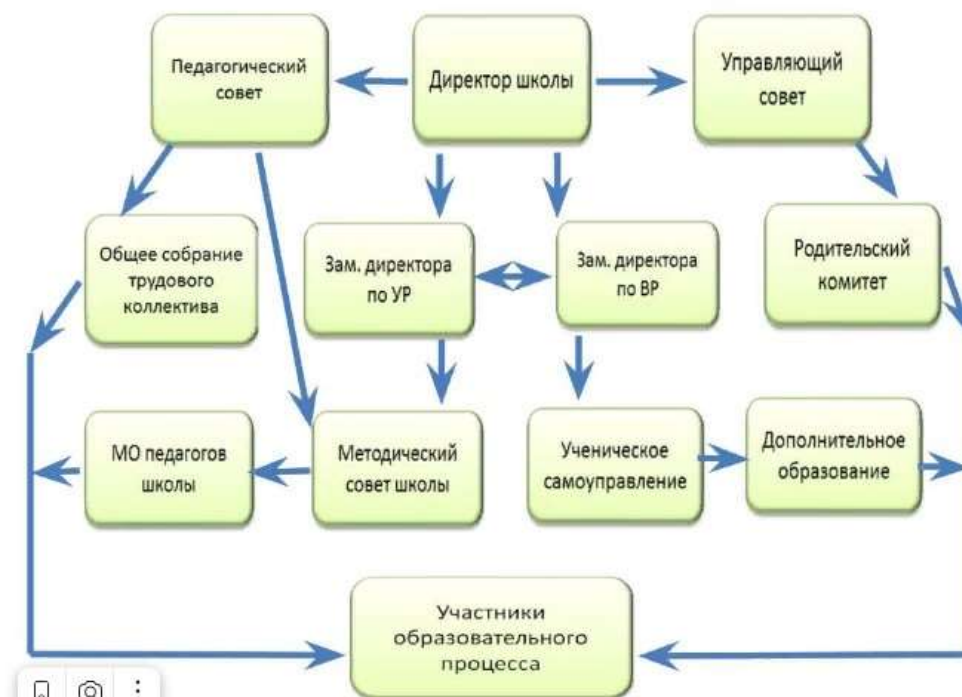 Педагогический
совет
Директор школы
Управляющий
совет
Общее собрание
трудового
коллектива
Зам. директора
по УР
Зам. директора
по ВР
Родительский
комитет
МО педагогов
школы
Методический
совет школы
Ученическое
самоуправление
Дополнительное
образование
Участники
образовательного
процесса